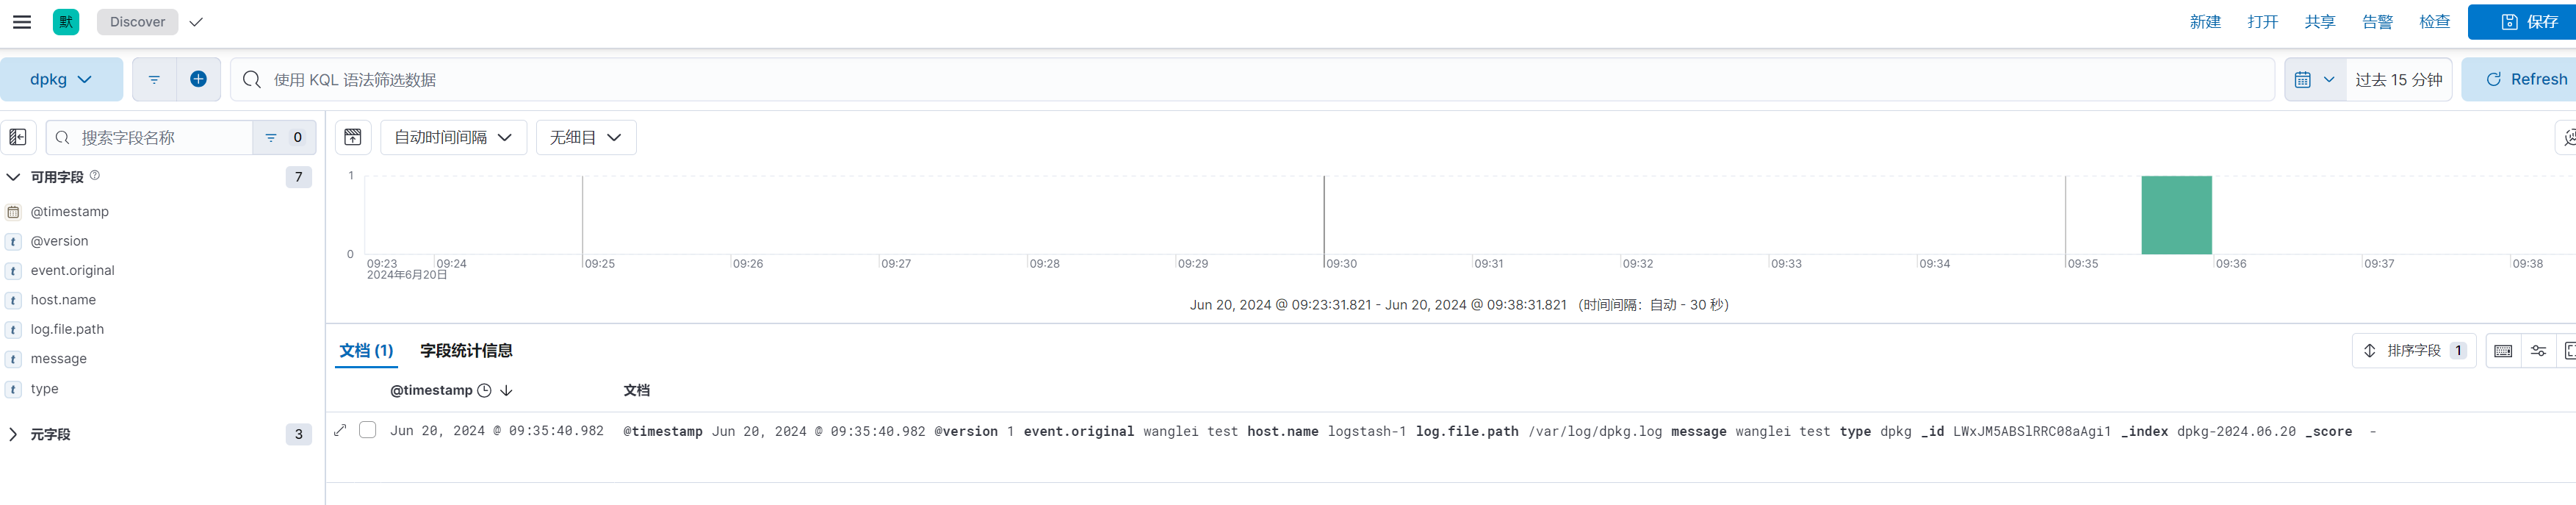 默 Discover 新建 打开 共享 告警 检查 保存
dpkg 使用 KQL 语法筛选数据 过去 15 分钟 Refresh
搜索字段名称 0 自动时间间隔 无细目
可用字段 7
@timestamp
@version
event.original
host.name
log.file.path
message
type
元字段 3
1
0
09:23 09:24 09:25 09:26 09:27 09:28 09:29 09:30 09:31 09:32 09:33 09:34 09:35 09:36 09:37 09:38
2024年6月20日
Jun 20, 2024 @ 09:23:31.821 - Jun 20, 2024 @ 09:38:31.821 （时间间隔：自动 - 30 秒）
文档 (1) 字段统计信息 排序字段 1
@timestamp 文档
Jun 20, 2024 @ 09:35:40.982 @timestamp Jun 20, 2024 @ 09:35:40.982 @version 1 event.original wanglei test host.name logstash-1 log.file.path /var/log/dpkg.log message wanglei test type dpkg _id LWxJM5ABSlRRC08aAgi1 _index dpkg-2024.06.20 _score -